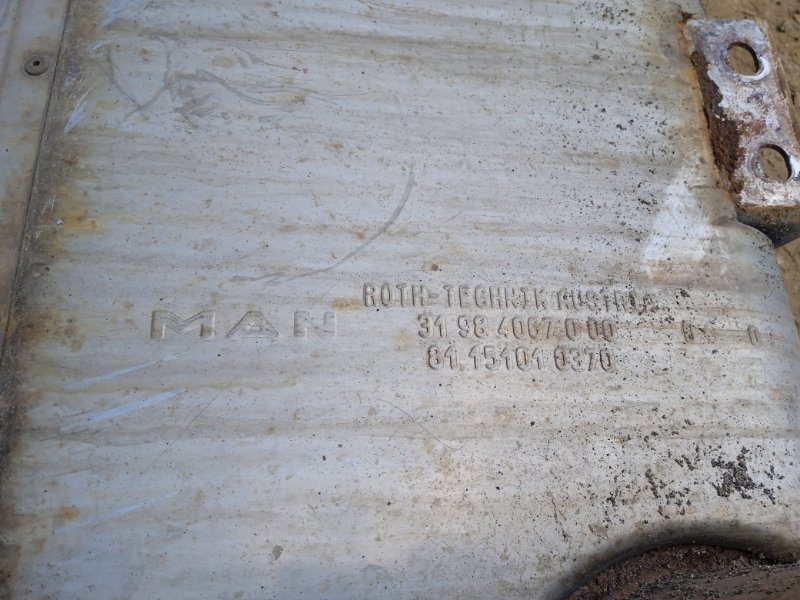 MAN
ROTH-TECHNIK AUSTRIA
31 98 4067 0 00
81.15101 0370